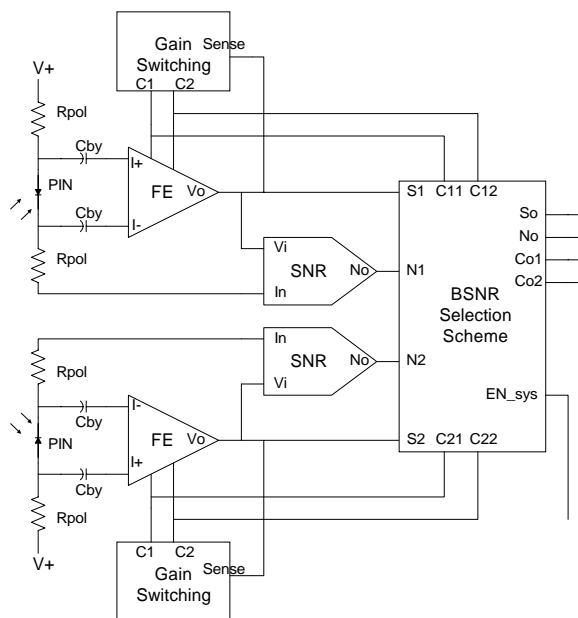 Gain
Switching
Sense
C1 C2
V+
Rpol
Cby
PIN
I+
FE
Vo
Cby
I-
Rpol
S1 C11 C12
So
No
Co1
Co2
Vi
SNR
No
In
N1
BSNR
Selection
Scheme
In
SNR
No
Vi
N2
EN_sys
Rpol
Cby
I-
PIN
FE
Vo
I+
Cby
S2 C21 C22
Rpol
V+
C1 C2
Sense
Gain
Switching